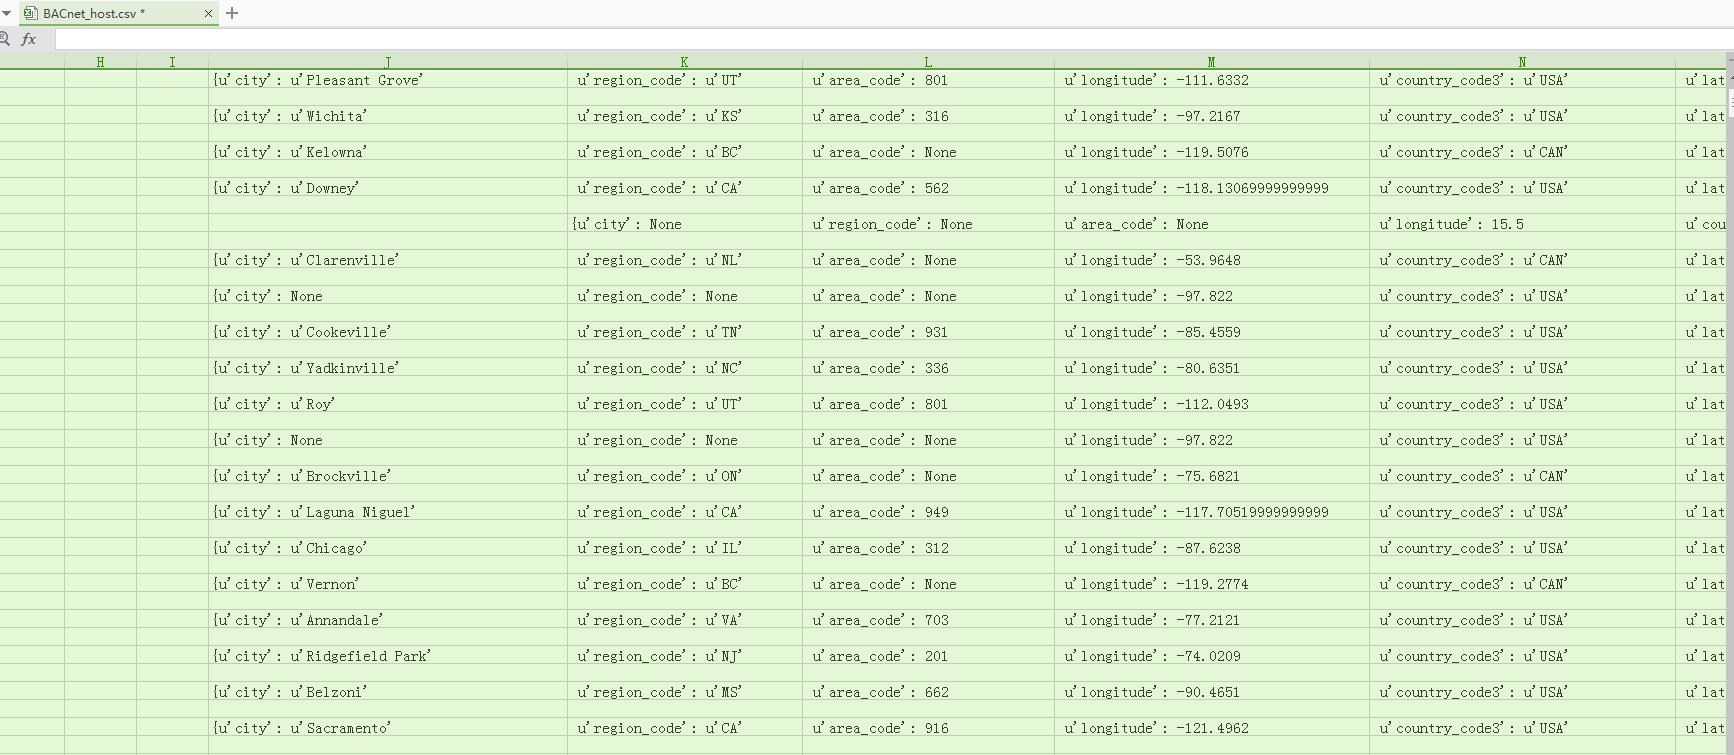 BACnet_host.csv *
fx
H I J K L M N
{u'city': u'Pleasant Grove' u'region_code': u'UT' u'area_code': 801 u'longitude': -111.6332 u'country_code3': u'USA' u'lat
{u'city': u'Wichita' u'region_code': u'KS' u'area_code': 316 u'longitude': -97.2167 u'country_code3': u'USA' u'lat
{u'city': u'Kelowna' u'region_code': u'BC' u'area_code': None u'longitude': -119.5076 u'country_code3': u'CAN' u'lat
{u'city': u'Downey' u'region_code': u'CA' u'area_code': 562 u'longitude': -118.13069999999999 u'country_code3': u'USA' u'lat
{u'city': None u'region_code': None u'area_code': None u'longitude': 15.5 u'cou
{u'city': u'Clarenville' u'region_code': u'NL' u'area_code': None u'longitude': -53.9648 u'country_code3': u'CAN' u'lat
{u'city': None u'region_code': None u'area_code': None u'longitude': -97.822 u'country_code3': u'USA' u'lat
{u'city': u'Cookeville' u'region_code': u'TN' u'area_code': 931 u'longitude': -85.4559 u'country_code3': u'USA' u'lat
{u'city': u'Yadkinville' u'region_code': u'NC' u'area_code': 336 u'longitude': -80.6351 u'country_code3': u'USA' u'lat
{u'city': u'Roy' u'region_code': u'UT' u'area_code': 801 u'longitude': -112.0493 u'country_code3': u'USA' u'lat
{u'city': None u'region_code': None u'area_code': None u'longitude': -97.822 u'country_code3': u'USA' u'lat
{u'city': u'Brockville' u'region_code': u'ON' u'area_code': None u'longitude': -75.6821 u'country_code3': u'CAN' u'lat
{u'city': u'Laguna Niguel' u'region_code': u'CA' u'area_code': 949 u'longitude': -117.70519999999999 u'country_code3': u'USA' u'lat
{u'city': u'Chicago' u'region_code': u'IL' u'area_code': 312 u'longitude': -87.6238 u'country_code3': u'USA' u'lat
{u'city': u'Vernon' u'region_code': u'BC' u'area_code': None u'longitude': -119.2774 u'country_code3': u'CAN' u'lat
{u'city': u'Annandale' u'region_code': u'VA' u'area_code': 703 u'longitude': -77.2121 u'country_code3': u'USA' u'lat
{u'city': u'Ridgefield Park' u'region_code': u'NJ' u'area_code': 201 u'longitude': -74.0209 u'country_code3': u'USA' u'lat
{u'city': u'Belzoni' u'region_code': u'MS' u'area_code': 662 u'longitude': -90.4651 u'country_code3': u'USA' u'lat
{u'city': u'Sacramento' u'region_code': u'CA' u'area_code': 916 u'longitude': -121.4962 u'country_code3': u'USA' u'lat